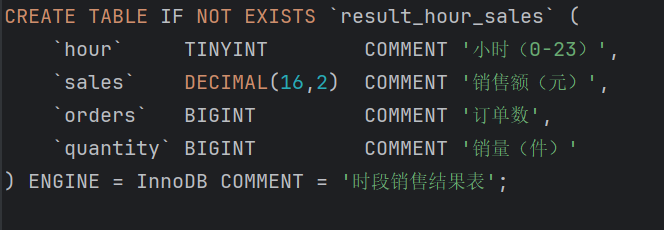 CREATE TABLE IF NOT EXISTS `result_hour_sales` (
    `hour`     TINYINT        COMMENT '小时（0-23）',
    `sales`    DECIMAL(16,2)  COMMENT '销售额（元）',
    `orders`   BIGINT         COMMENT '订单数',
    `quantity` BIGINT         COMMENT '销量（件）'
) ENGINE = InnoDB COMMENT = '时段销售结果表';